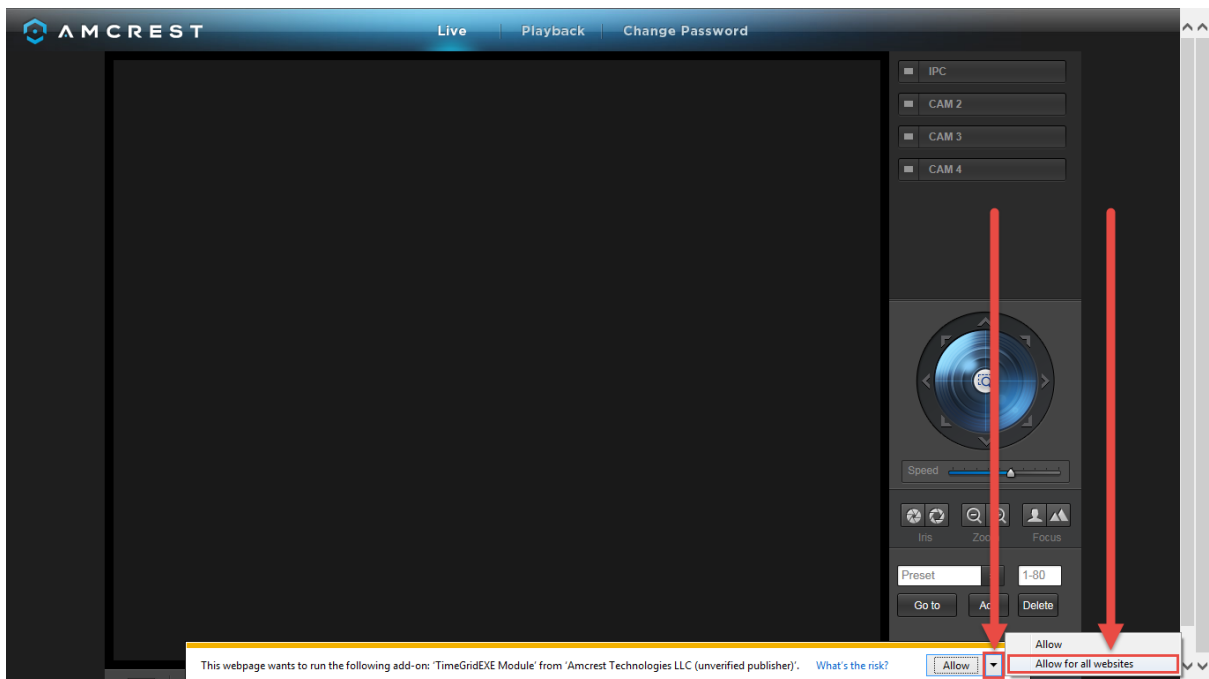 AMCREST
Live Playback Change Password
IPC
CAM 2
CAM 3
CAM 4
Speed
Iris Zoom Focus
Preset 1-80
Go to Add Delete
Allow
This webpage wants to run the following add-on: 'TimeGridEXE Module' from 'Amcrest Technologies LLC (unverified publisher)'. What's the risk? Allow Allow for all websites